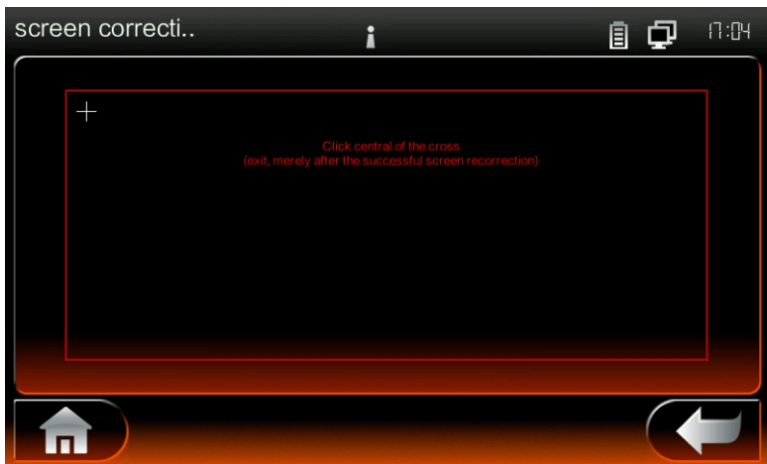 screen correcti..
17:04
Click central of the cross
(exit, merely after the successful screen recorrection)